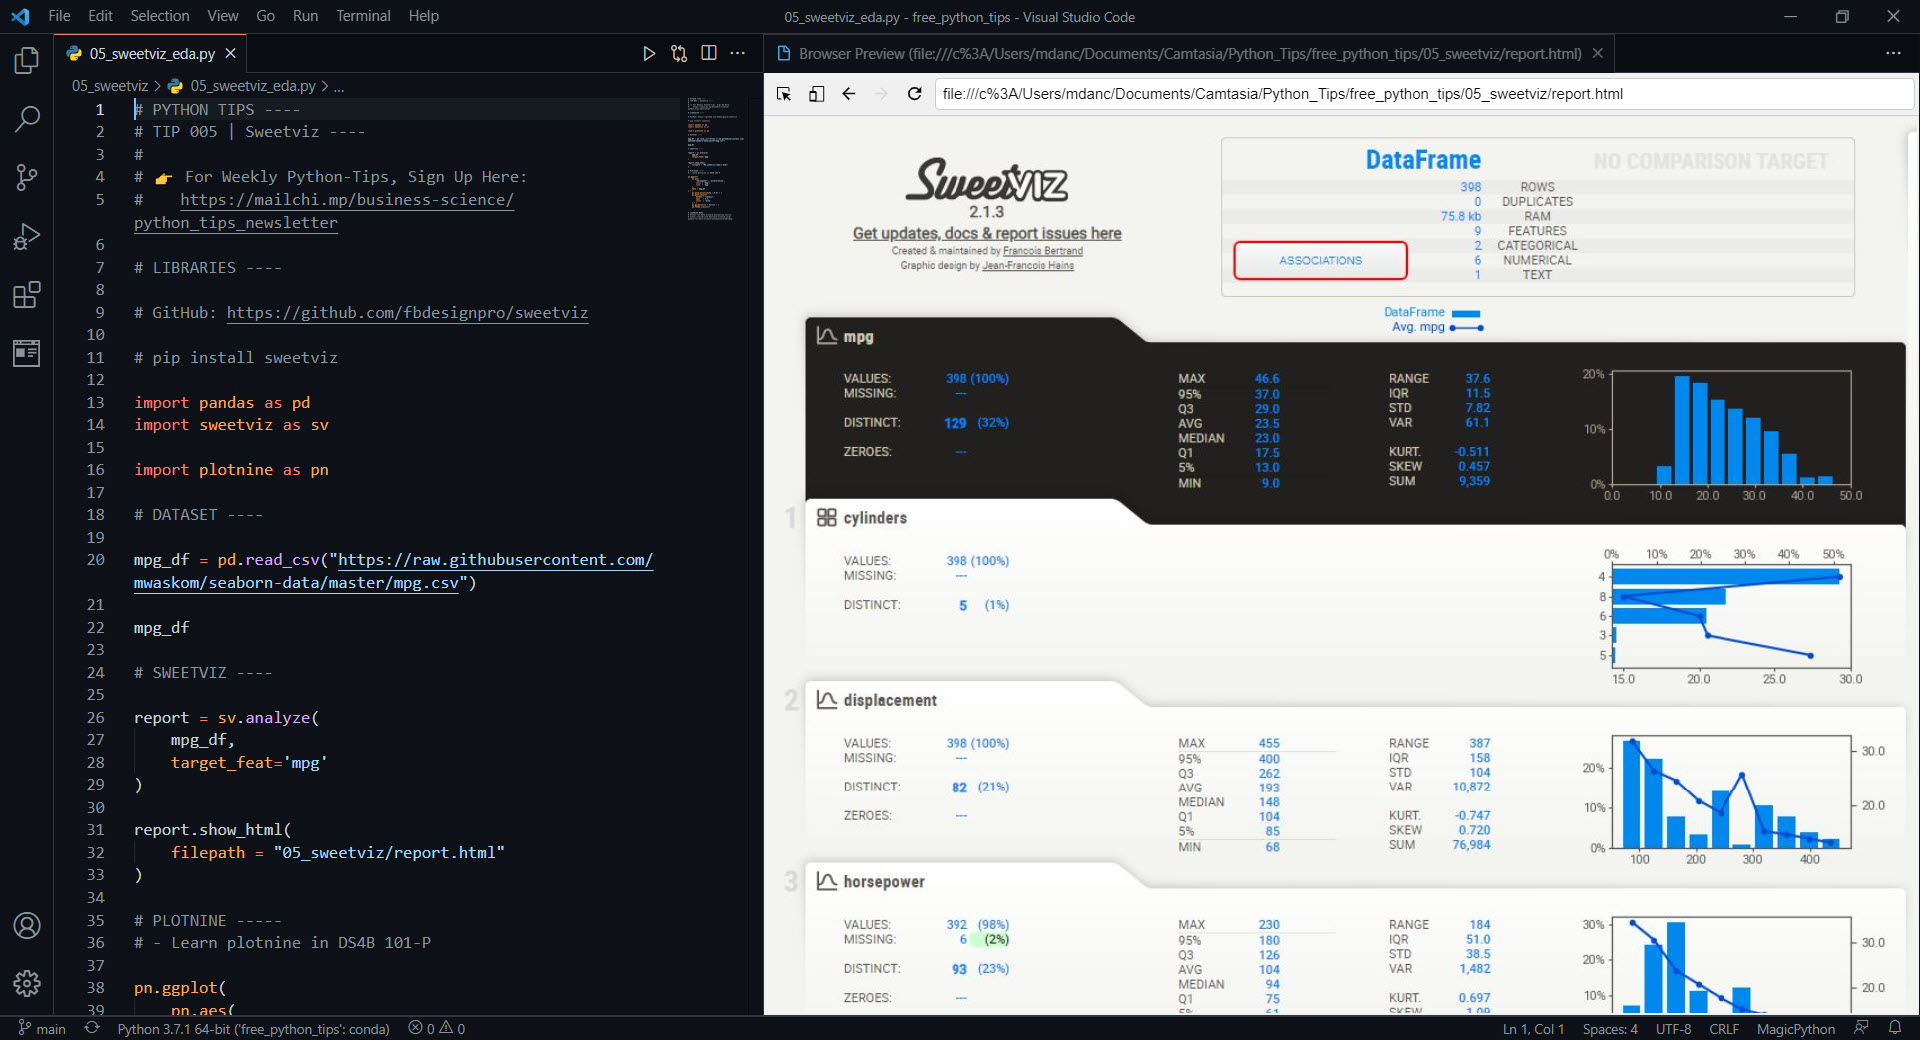 File Edit Selection View Go Run Terminal Help
05_sweetviz_eda.py - free_python_tips - Visual Studio Code
05_sweetviz_eda.py
05_sweetviz > 05_sweetviz_eda.py > ...
1 # PYTHON TIPS ----
2 # TIP 005 | Sweetviz ----
3 #
4 # 👉 For Weekly Python-Tips, Sign Up Here:
5 # https://mailchi.mp/business-science/
python_tips_newsletter
6
7 # LIBRARIES ----
8
9 # GitHub: https://github.com/fbdesignpro/sweetviz
10
11 # pip install sweetviz
12
13 import pandas as pd
14 import sweetviz as sv
15
16 import plotnine as pn
17
18 # DATASET ----
19
20 mpg_df = pd.read_csv("https://raw.githubusercontent.com/
mwaskom/seaborn-data/master/mpg.csv")
21
22 mpg_df
23
24 # SWEETVIZ ----
25
26 report = sv.analyze(
27 mpg_df,
28 target_feat='mpg'
29 )
30
31 report.show_html(
32 filepath = "05_sweetviz/report.html"
33 )
34
35 # PLOTNINE -----
36 # - Learn plotnine in DS4B 101-P
37
38 pn.ggplot(
39 pn.aes(
Browser Preview (file:///c%3A/Users/mdanc/Documents/Camtasia/Python_Tips/free_python_tips/05_sweetviz/report.html)
file:///c%3A/Users/mdanc/Documents/Camtasia/Python_Tips/free_python_tips/05_sweetviz/report.html
SweetVIZ
2.1.3
Get updates, docs & report issues here
Created & maintained by Francois Bertrand
Graphic design by Jean-Francois Hains
DataFrame NO COMPARISON TARGET
398 ROWS
0 DUPLICATES
75.8 kb RAM
9 FEATURES
2 CATEGORICAL
6 NUMERICAL
1 TEXT
ASSOCIATIONS
DataFrame
Avg. mpg
mpg
VALUES: 398 (100%)
MISSING: ---
DISTINCT: 129 (32%)
ZEROES: ---
MAX 46.6
95% 37.0
Q3 29.0
AVG 23.5
MEDIAN 23.0
Q1 17.5
5% 13.0
MIN 9.0
RANGE 37.6
IQR 11.5
STD 7.82
VAR 61.1
KURT. -0.511
SKEW 0.457
SUM 9,359
20%
10%
0%
0.0 10.0 20.0 30.0 40.0 50.0
1 cylinders
VALUES: 398 (100%)
MISSING: ---
DISTINCT: 5 (1%)
0% 10% 20% 30% 40% 50%
4
8
6
3
5
15.0 20.0 25.0 30.0
2 displacement
VALUES: 398 (100%)
MISSING: ---
DISTINCT: 82 (21%)
ZEROES: ---
MAX 455
95% 400
Q3 262
AVG 193
MEDIAN 148
Q1 104
5% 85
MIN 68
RANGE 387
IQR 158
STD 104
VAR 10,872
KURT. -0.747
SKEW 0.720
SUM 76,984
20%
10%
0%
30.0
20.0
100 200 300 400
3 horsepower
VALUES: 392 (98%)
MISSING: 6 (2%)
DISTINCT: 93 (23%)
ZEROES: ---
MAX 230
95% 180
Q3 126
AVG 104
MEDIAN 94
Q1 75
5% 61
RANGE 184
IQR 51.0
STD 38.5
VAR 1,482
KURT. 0.697
SKEW 1.09
30%
20%
10%
30.0
20.0
main Python 3.7.1 64-bit ('free_python_tips': conda) 0 0
Ln 1, Col 1 Spaces: 4 UTF-8 CRLF MagicPython